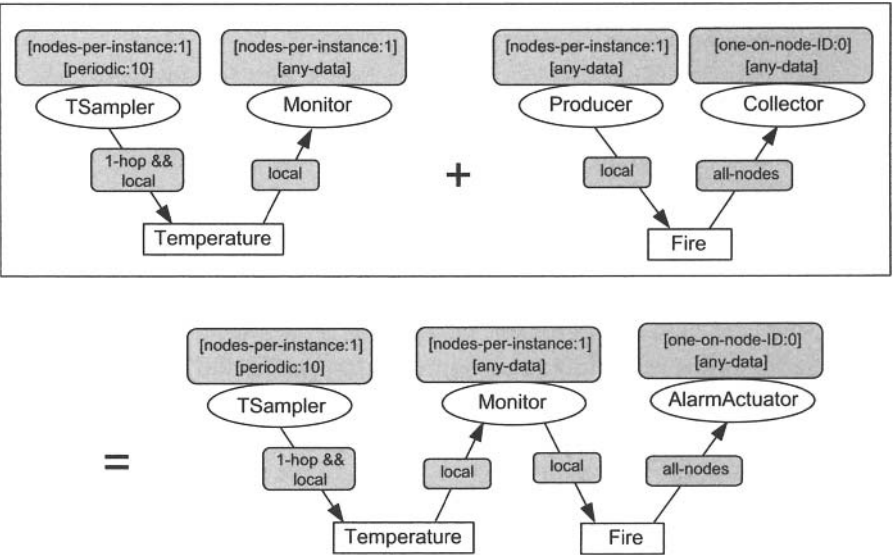 [nodes-per-instance:1]
[periodic:10]
TSampler
[nodes-per-instance:1]
[any-data]
Monitor
1-hop &&
local
local
Temperature
+
[nodes-per-instance:1]
[any-data]
Producer
[one-on-node-ID:0]
[any-data]
Collector
local
all-nodes
Fire
=
[nodes-per-instance:1]
[periodic:10]
TSampler
[nodes-per-instance:1]
[any-data]
Monitor
[one-on-node-ID:0]
[any-data]
AlarmActuator
1-hop &&
local
local
local
all-nodes
Temperature
Fire